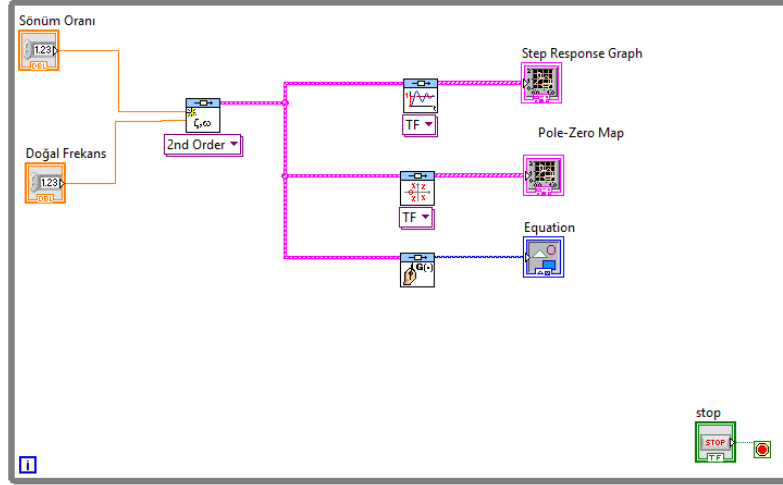 Sönüm Oranı
1.23
DBL
Step Response Graph
1
t
TF
ζ,ω
2nd Order
Pole-Zero Map
Doğal Frekans
1.23
DBL
TF
Equation
G(·)
stop
STOP
TF
i